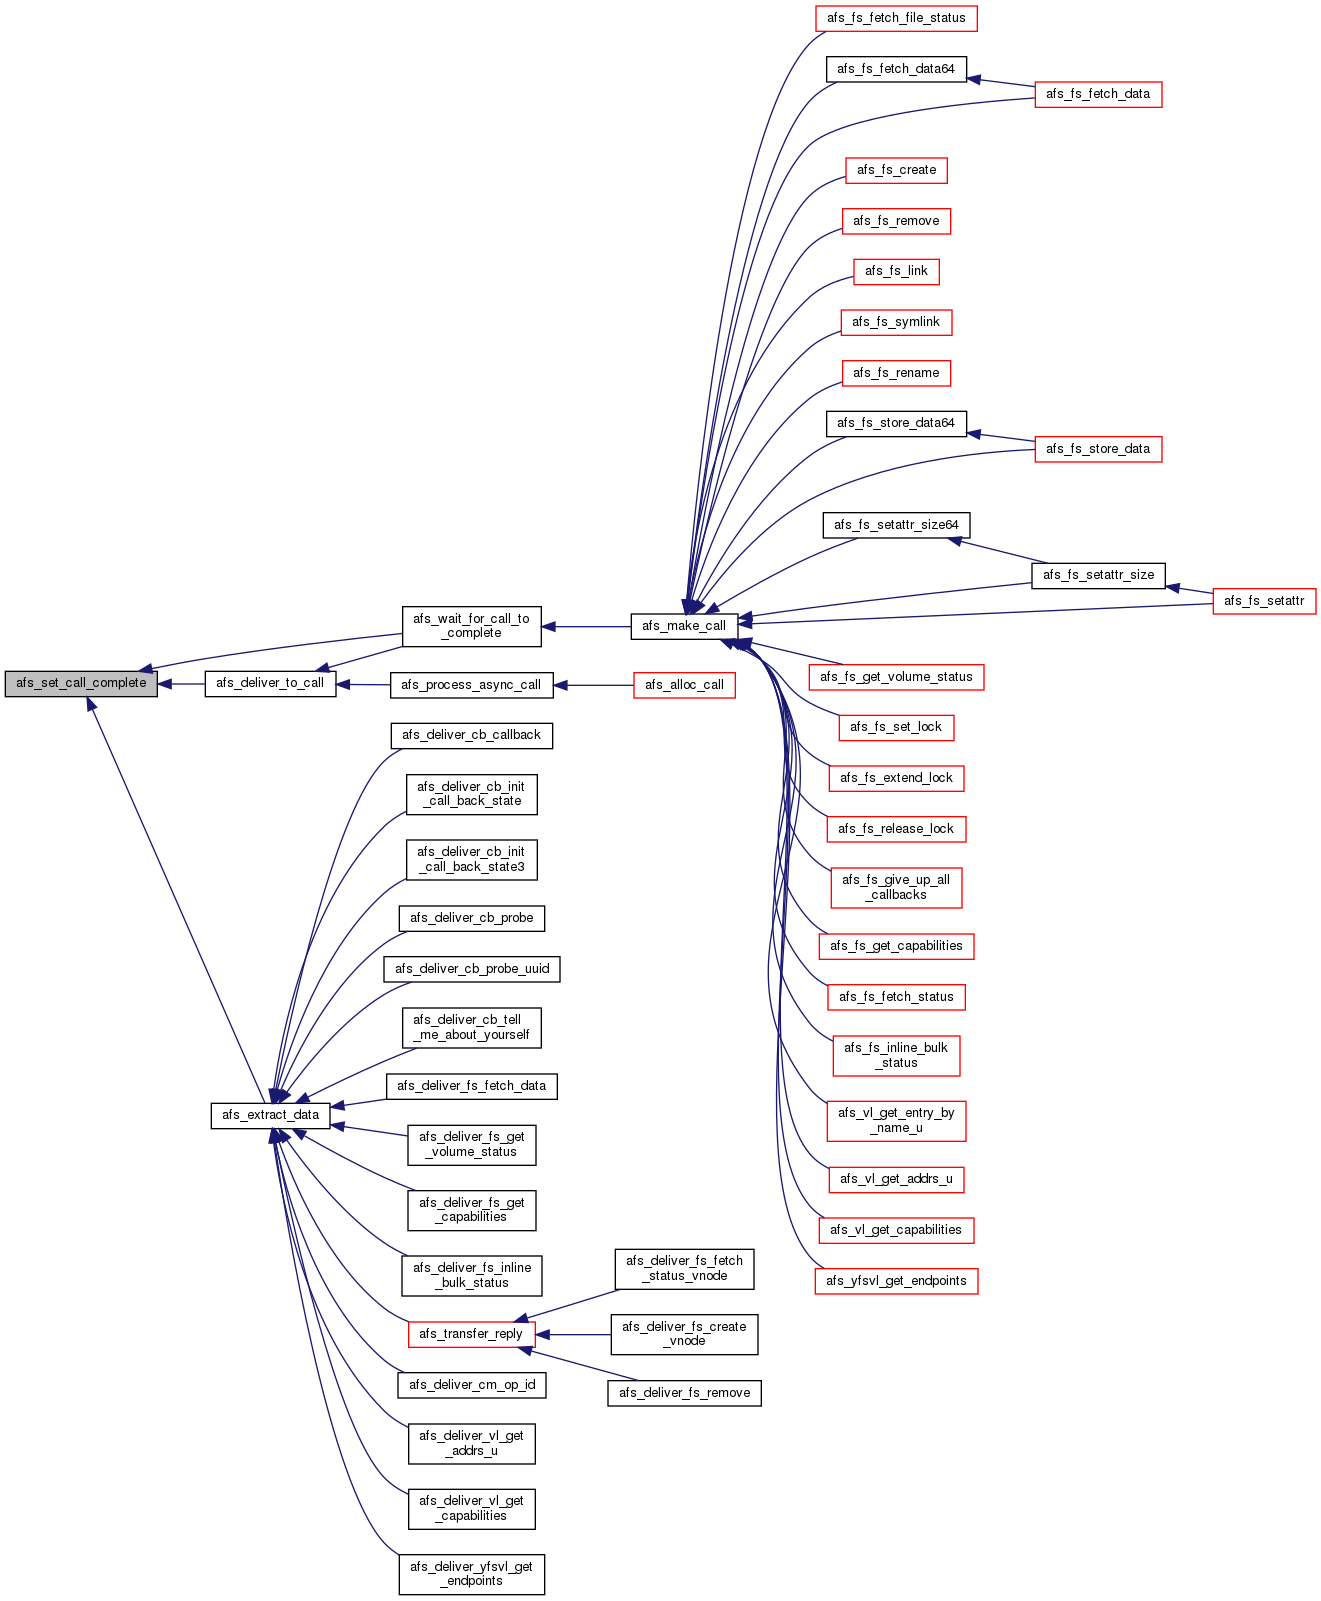 afs_fs_fetch_file_status
afs_fs_fetch_data64
afs_fs_fetch_data
afs_fs_create
afs_fs_remove
afs_fs_link
afs_fs_symlink
afs_fs_rename
afs_fs_store_data64
afs_fs_store_data
afs_fs_setattr_size64
afs_fs_setattr_size
afs_fs_setattr
afs_wait_for_call_to
_complete
afs_make_call
afs_set_call_complete
afs_deliver_to_call
afs_process_async_call
afs_alloc_call
afs_fs_get_volume_status
afs_fs_set_lock
afs_fs_extend_lock
afs_fs_release_lock
afs_fs_give_up_all
_callbacks
afs_fs_get_capabilities
afs_fs_fetch_status
afs_fs_inline_bulk
_status
afs_vl_get_entry_by
_name_u
afs_vl_get_addrs_u
afs_vl_get_capabilities
afs_yfsvl_get_endpoints
afs_deliver_cb_callback
afs_deliver_cb_init
_call_back_state
afs_deliver_cb_init
_call_back_state3
afs_deliver_cb_probe
afs_deliver_cb_probe_uuid
afs_deliver_cb_tell
_me_about_yourself
afs_deliver_fs_fetch_data
afs_extract_data
afs_deliver_fs_get
_volume_status
afs_deliver_fs_get
_capabilities
afs_deliver_fs_inline
_bulk_status
afs_transfer_reply
afs_deliver_fs_fetch
_status_vnode
afs_deliver_fs_create
_vnode
afs_deliver_fs_remove
afs_deliver_cm_op_id
afs_deliver_vl_get
_addrs_u
afs_deliver_vl_get
_capabilities
afs_deliver_yfsvl_get
_endpoints